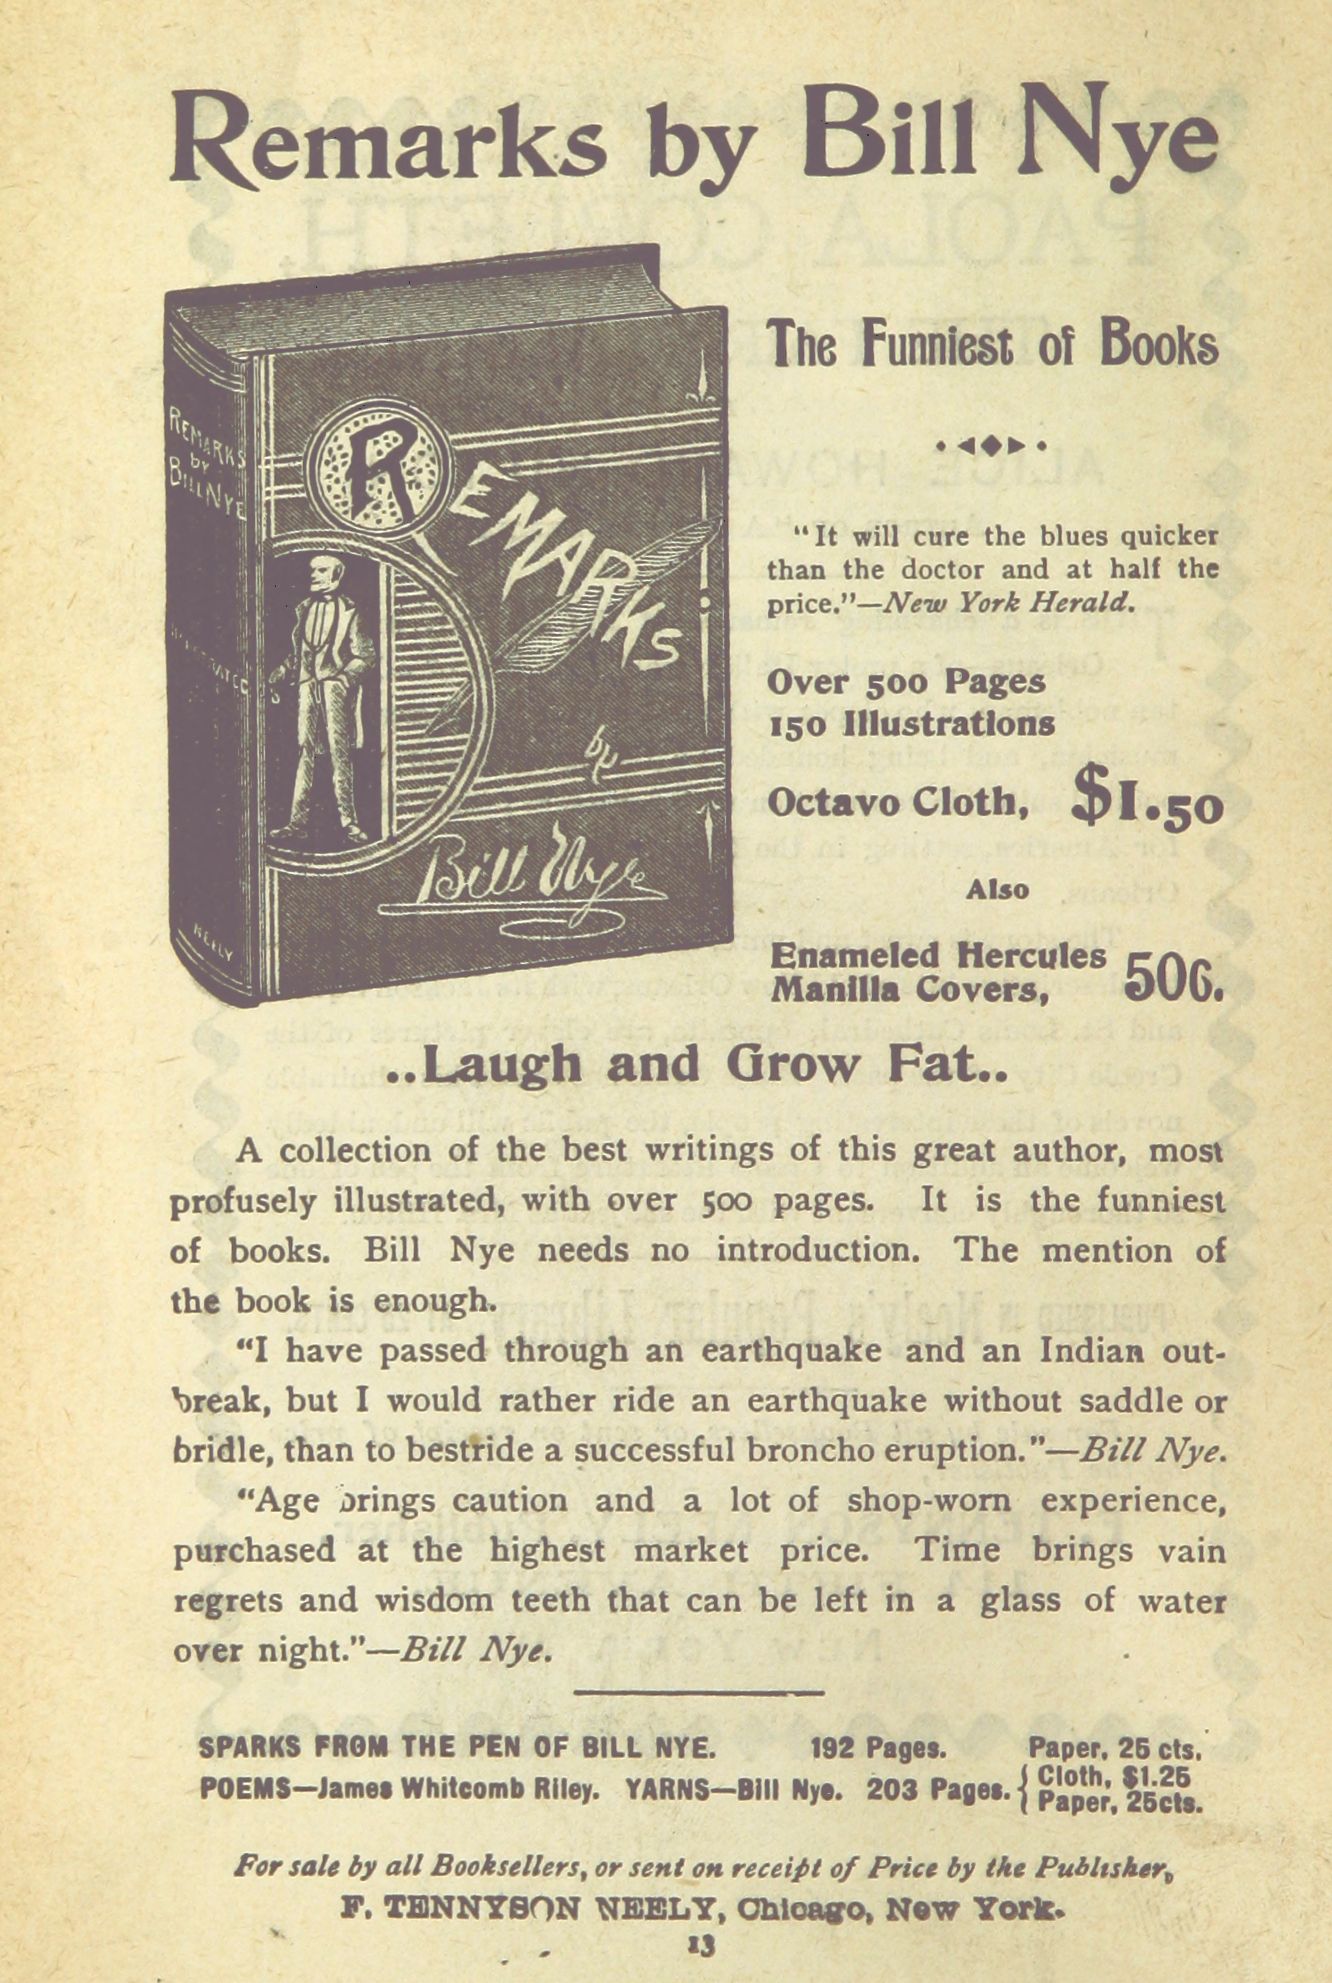 Remarks by Bill Nye
REMARKS
by
BILL NYE
ILLUSTRATED
NEELY
REMARKS
by
Bill Nye
The Funniest of Books
"It will cure the blues quicker
than the doctor and at half the
price."—New York Herald.
Over 500 Pages
150 Illustrations
Octavo Cloth, $1.50
Also
Enameled Hercules
Manilla Covers, 50c.
..Laugh and Grow Fat..
A collection of the best writings of this great author, most
profusely illustrated, with over 500 pages. It is the funniest
of books. Bill Nye needs no introduction. The mention of
the book is enough.
"I have passed through an earthquake and an Indian out-
break, but I would rather ride an earthquake without saddle or
bridle, than to bestride a successful broncho eruption."—Bill Nye.
"Age brings caution and a lot of shop-worn experience,
purchased at the highest market price. Time brings vain
regrets and wisdom teeth that can be left in a glass of water
over night."—Bill Nye.
SPARKS FROM THE PEN OF BILL NYE. 192 Pages. Paper, 25 cts.
POEMS—James Whitcomb Riley. YARNS—Bill Nye. 203 Pages. { Cloth, $1.25
Paper, 25cts.
For sale by all Booksellers, or sent on receipt of Price by the Publisher,
F. TENNYSON NEELY, Chicago, New York.
13